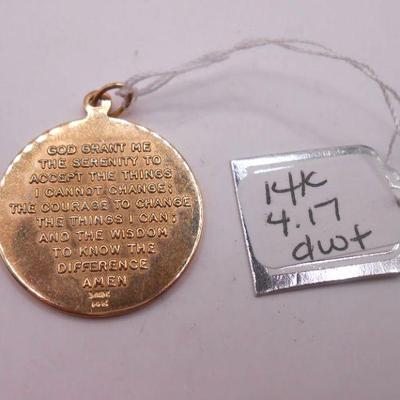 GOD GRANT ME
THE SERENITY TO
ACCEPT THE THINGS
I CANNOT CHANGE;
THE COURAGE TO CHANGE
THE THINGS I CAN;
AND THE WISDOM
TO KNOW THE
DIFFERENCE
AMEN
14K
14K
4.17
dwt